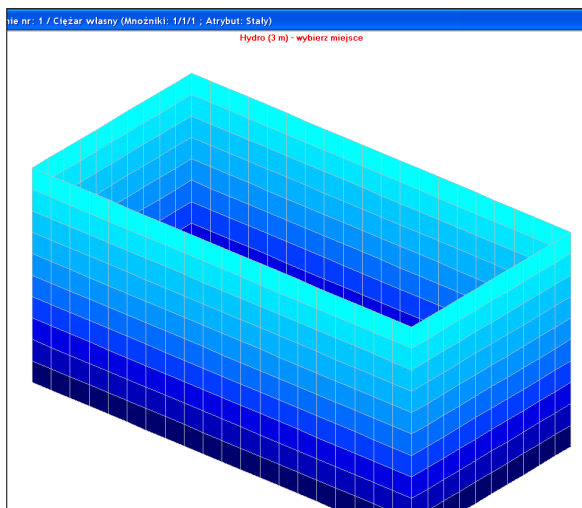 nie nr: 1 / Ciężar własny (Mnożniki: 1/1/1 ; Atrybut: Stały)
Hydro (3 m) - wybierz miejsce